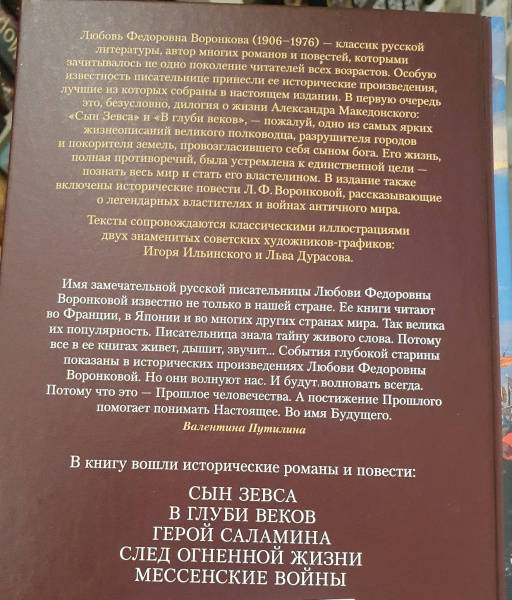 Любовь Федоровна Воронкова (1906–1976) — классик русской
литературы, автор многих романов и повестей, которыми
зачитывалось не одно поколение читателей всех возрастов. Особую
известность писательнице принесли ее исторические произведения,
лучшие из которых собраны в настоящем издании. В первую очередь
это, безусловно, дилогия о жизни Александра Македонского:
«Сын Зевса» и «В глуби веков», — пожалуй, одно из самых ярких
жизнеописаний великого полководца, разрушителя городов
и покорителя земель, провозгласившего себя сыном бога. Его жизнь,
полная противоречий, была устремлена к единственной цели —
познать весь мир и стать его властелином. В издание также
включены исторические повести Л.Ф.Воронковой, рассказывающие
о легендарных властителях и войнах античного мира.
Тексты сопровождаются классическими иллюстрациями
двух знаменитых советских художников-графиков:
Игоря Ильинского и Льва Дурасова.
Имя замечательной русской писательницы Любови Федоровны
Воронковой известно не только в нашей стране. Ее книги читают
во Франции, в Японии и во многих других странах мира. Так велика
их популярность. Писательница знала тайну живого слова. Потому
все в ее книгах живет, дышит, звучит... События глубокой старины
показаны в исторических произведениях Любови Федоровны
Воронковой. Но они волнуют нас. И будут волновать всегда.
Потому что это — Прошлое человечества. А постижение Прошлого
помогает понимать Настоящее. Во имя Будущего.
Валентина Путилина
В книгу вошли исторические романы и повести:
СЫН ЗЕВСА
В ГЛУБИ ВЕКОВ
ГЕРОЙ САЛАМИНА
СЛЕД ОГНЕННОЙ ЖИЗНИ
МЕССЕНСКИЕ ВОЙНЫ